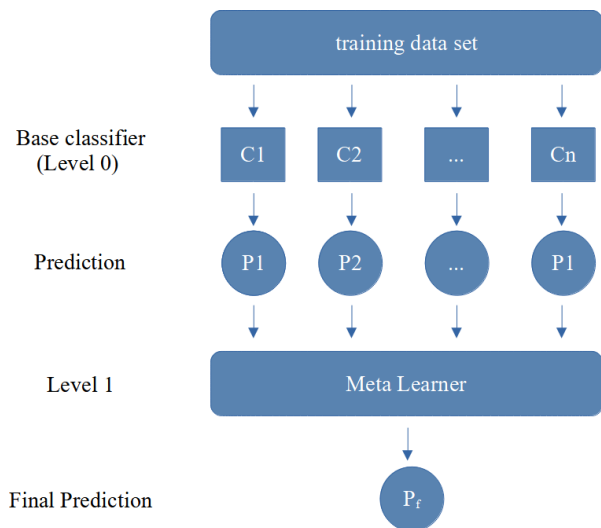 training data set
Base classifier
(Level 0)
C1
C2
...
Cn
Prediction
P1
P2
...
P1
Level 1
Meta Learner
Final Prediction
Pf